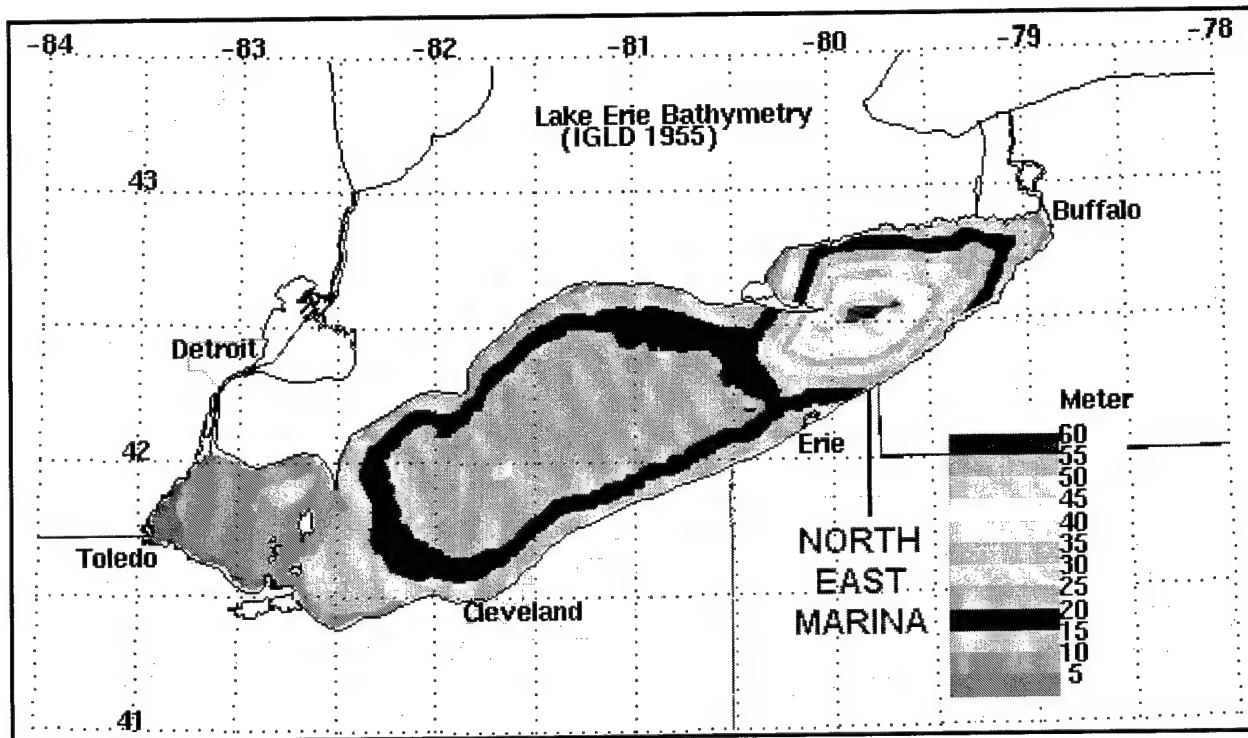 -84 -83 -82 -81 -80 -79 -78
Lake Erie Bathymetry
(IGLD 1955)
43
Buffalo
Detroit
Meter
60
55
50
45
40
35
30
25
20
15
10
5
42
Erie
Toledo
NORTH
EAST
MARINA
Cleveland
41